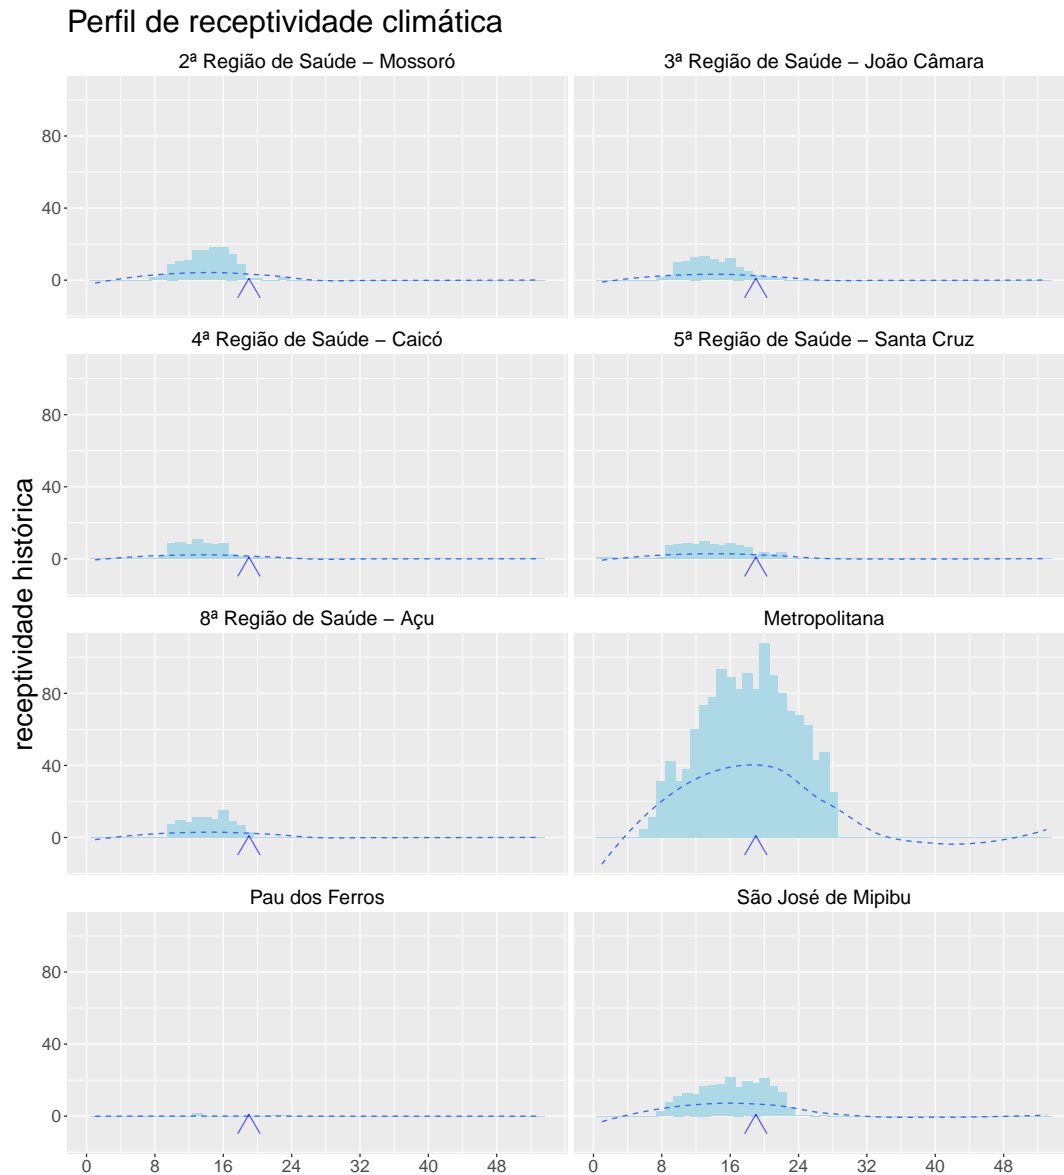 Perfil de receptividade climática
2ª Região de Saúde − Mossoró
3ª Região de Saúde − João Câmara
80
40
0
4ª Região de Saúde − Caicó
5ª Região de Saúde − Santa Cruz
80
40
0
receptividade histórica
8ª Região de Saúde − Açu
Metropolitana
80
40
0
Pau dos Ferros
São José de Mipibu
80
40
0
0 8 16 24 32 40 48
0 8 16 24 32 40 48